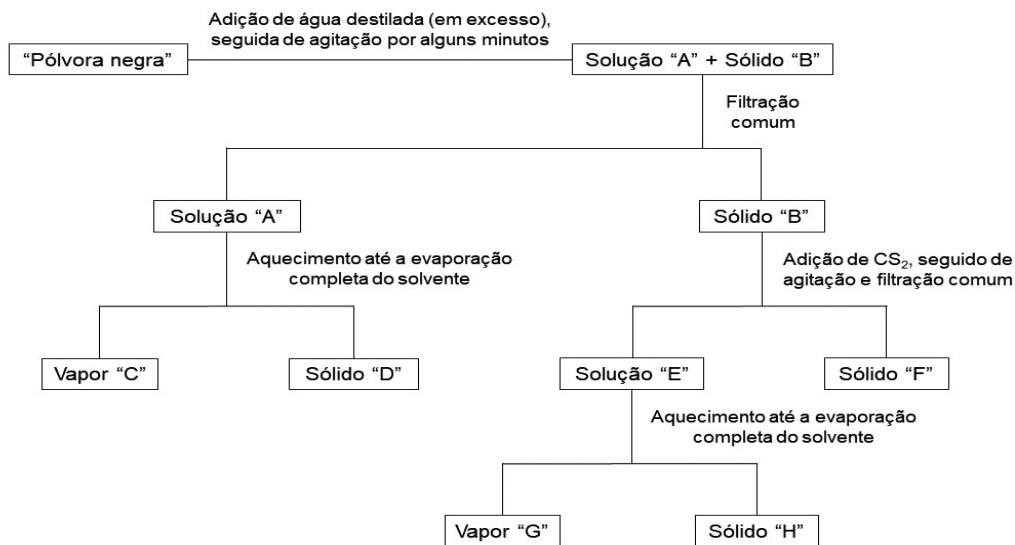 Adição de água destilada (em excesso),
seguida de agitação por alguns minutos
“Pólvora negra”
Solução “A” + Sólido “B”
Filtração
comum
Solução “A”
Sólido “B”
Aquecimento até a evaporação
completa do solvente
Adição de CS₂, seguido de
agitação e filtração comum
Vapor “C”
Sólido “D”
Solução “E”
Sólido “F”
Aquecimento até a evaporação
completa do solvente
Vapor “G”
Sólido “H”